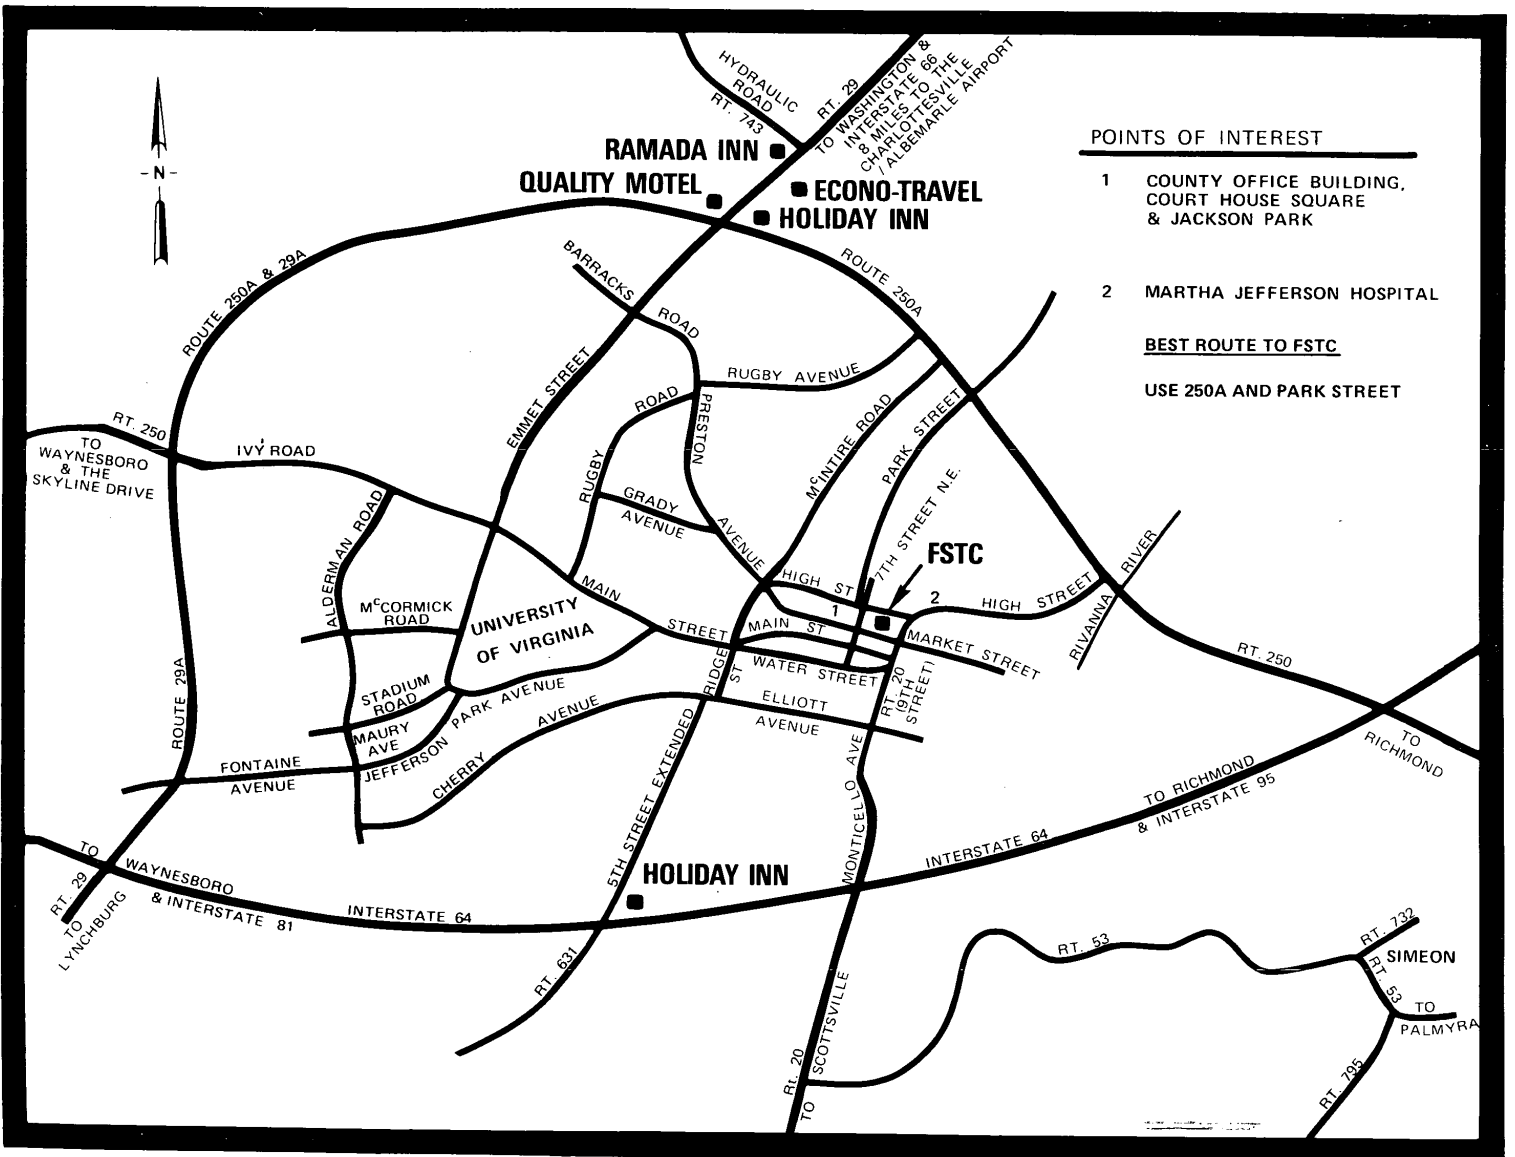 HYDRAULIC
ROAD
RT. 743
RT. 29
TO WASHINGTON &
INTERSTATE 66
8 MILES TO THE
CHARLOTTESVILLE
/ ALBEMARLE AIRPORT
- N -
RAMADA INN
QUALITY MOTEL
ECONO-TRAVEL
HOLIDAY INN
POINTS OF INTEREST
1 COUNTY OFFICE BUILDING,
COURT HOUSE SQUARE
& JACKSON PARK
2 MARTHA JEFFERSON HOSPITAL
BEST ROUTE TO FSTC
USE 250A AND PARK STREET
ROUTE 250A & 29A
BARRACKS
ROAD
ROUTE 250A
EMMET STREET
RUGBY AVENUE
ROAD
RUGBY
PRESTON
AVENUE
McINTIRE ROAD
PARK STREET
7TH STREET N.E.
RT. 250
TO
WAYNESBORO
& THE
SKYLINE DRIVE
IVY ROAD
GRADY
AVENUE
ALDERMAN ROAD
FSTC
RIVANNA RIVER
HIGH ST
HIGH STREET
1
2
McCORMICK
ROAD
UNIVERSITY
OF VIRGINIA
MAIN
STREET
MAIN ST
MARKET STREET
WATER STREET
RIDGE
ST
RT. 20
(9TH
STREET)
RT. 250
STADIUM
ROAD
MAURY
AVE
JEFFERSON PARK AVENUE
CHERRY AVENUE
ELLIOTT
AVENUE
ROUTE 29A
FONTAINE
AVENUE
5TH STREET EXTENDED
MONTICELLO AVE
TO
RICHMOND
TO RICHMOND
& INTERSTATE 95
INTERSTATE 64
HOLIDAY INN
TO WAYNESBORO
& INTERSTATE 81
INTERSTATE 64
RT. 29
TO
LYNCHBURG
RT. 631
RT. 53
RT. 732
SIMEON
RT. 53
TO
PALMYRA
RT. 795
Rt. 20
TO SCOTTSVILLE